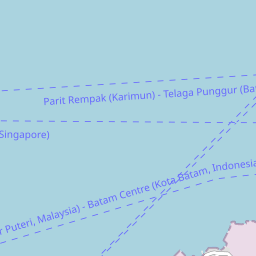 Parit Rempak (Karimun) - Telaga Punggur (Ba
Singapore)
r Puteri, Malaysia) - Batam Centre (Kota Batam, Indonesia